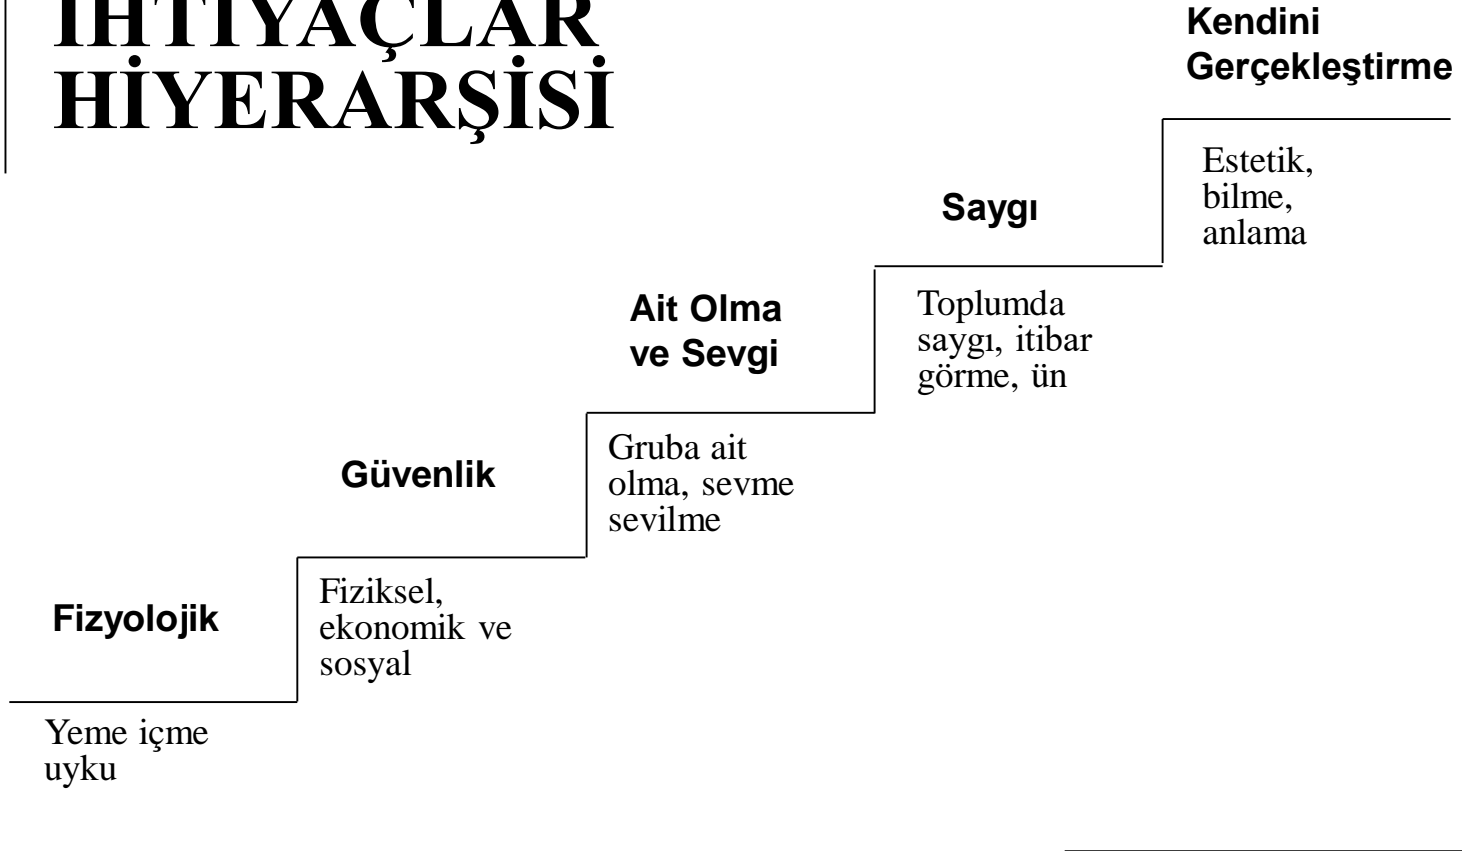 İHTİYAÇLAR
HİYERARŞİSİ
Kendini
Gerçekleştirme
Estetik,
bilme,
anlama
Saygı
Toplumda
saygı, itibar
görme, ün
Ait Olma
ve Sevgi
Gruba ait
olma, sevme
sevilme
Güvenlik
Fiziksel,
ekonomik ve
sosyal
Fizyolojik
Yeme içme
uyku